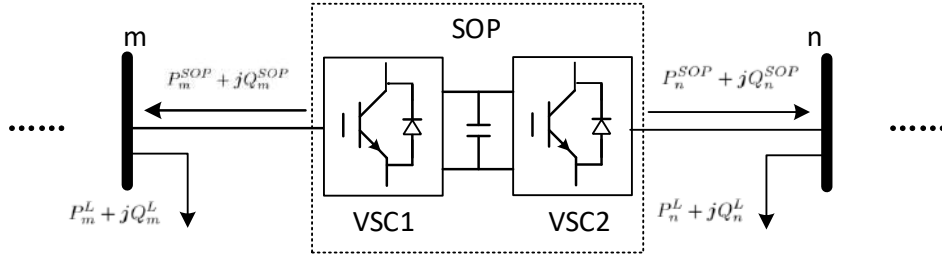 SOP
m
n
P_m^{SOP} + jQ_m^{SOP}
P_n^{SOP} + jQ_n^{SOP}
......
......
P_m^L + jQ_m^L
P_n^L + jQ_n^L
VSC1
VSC2